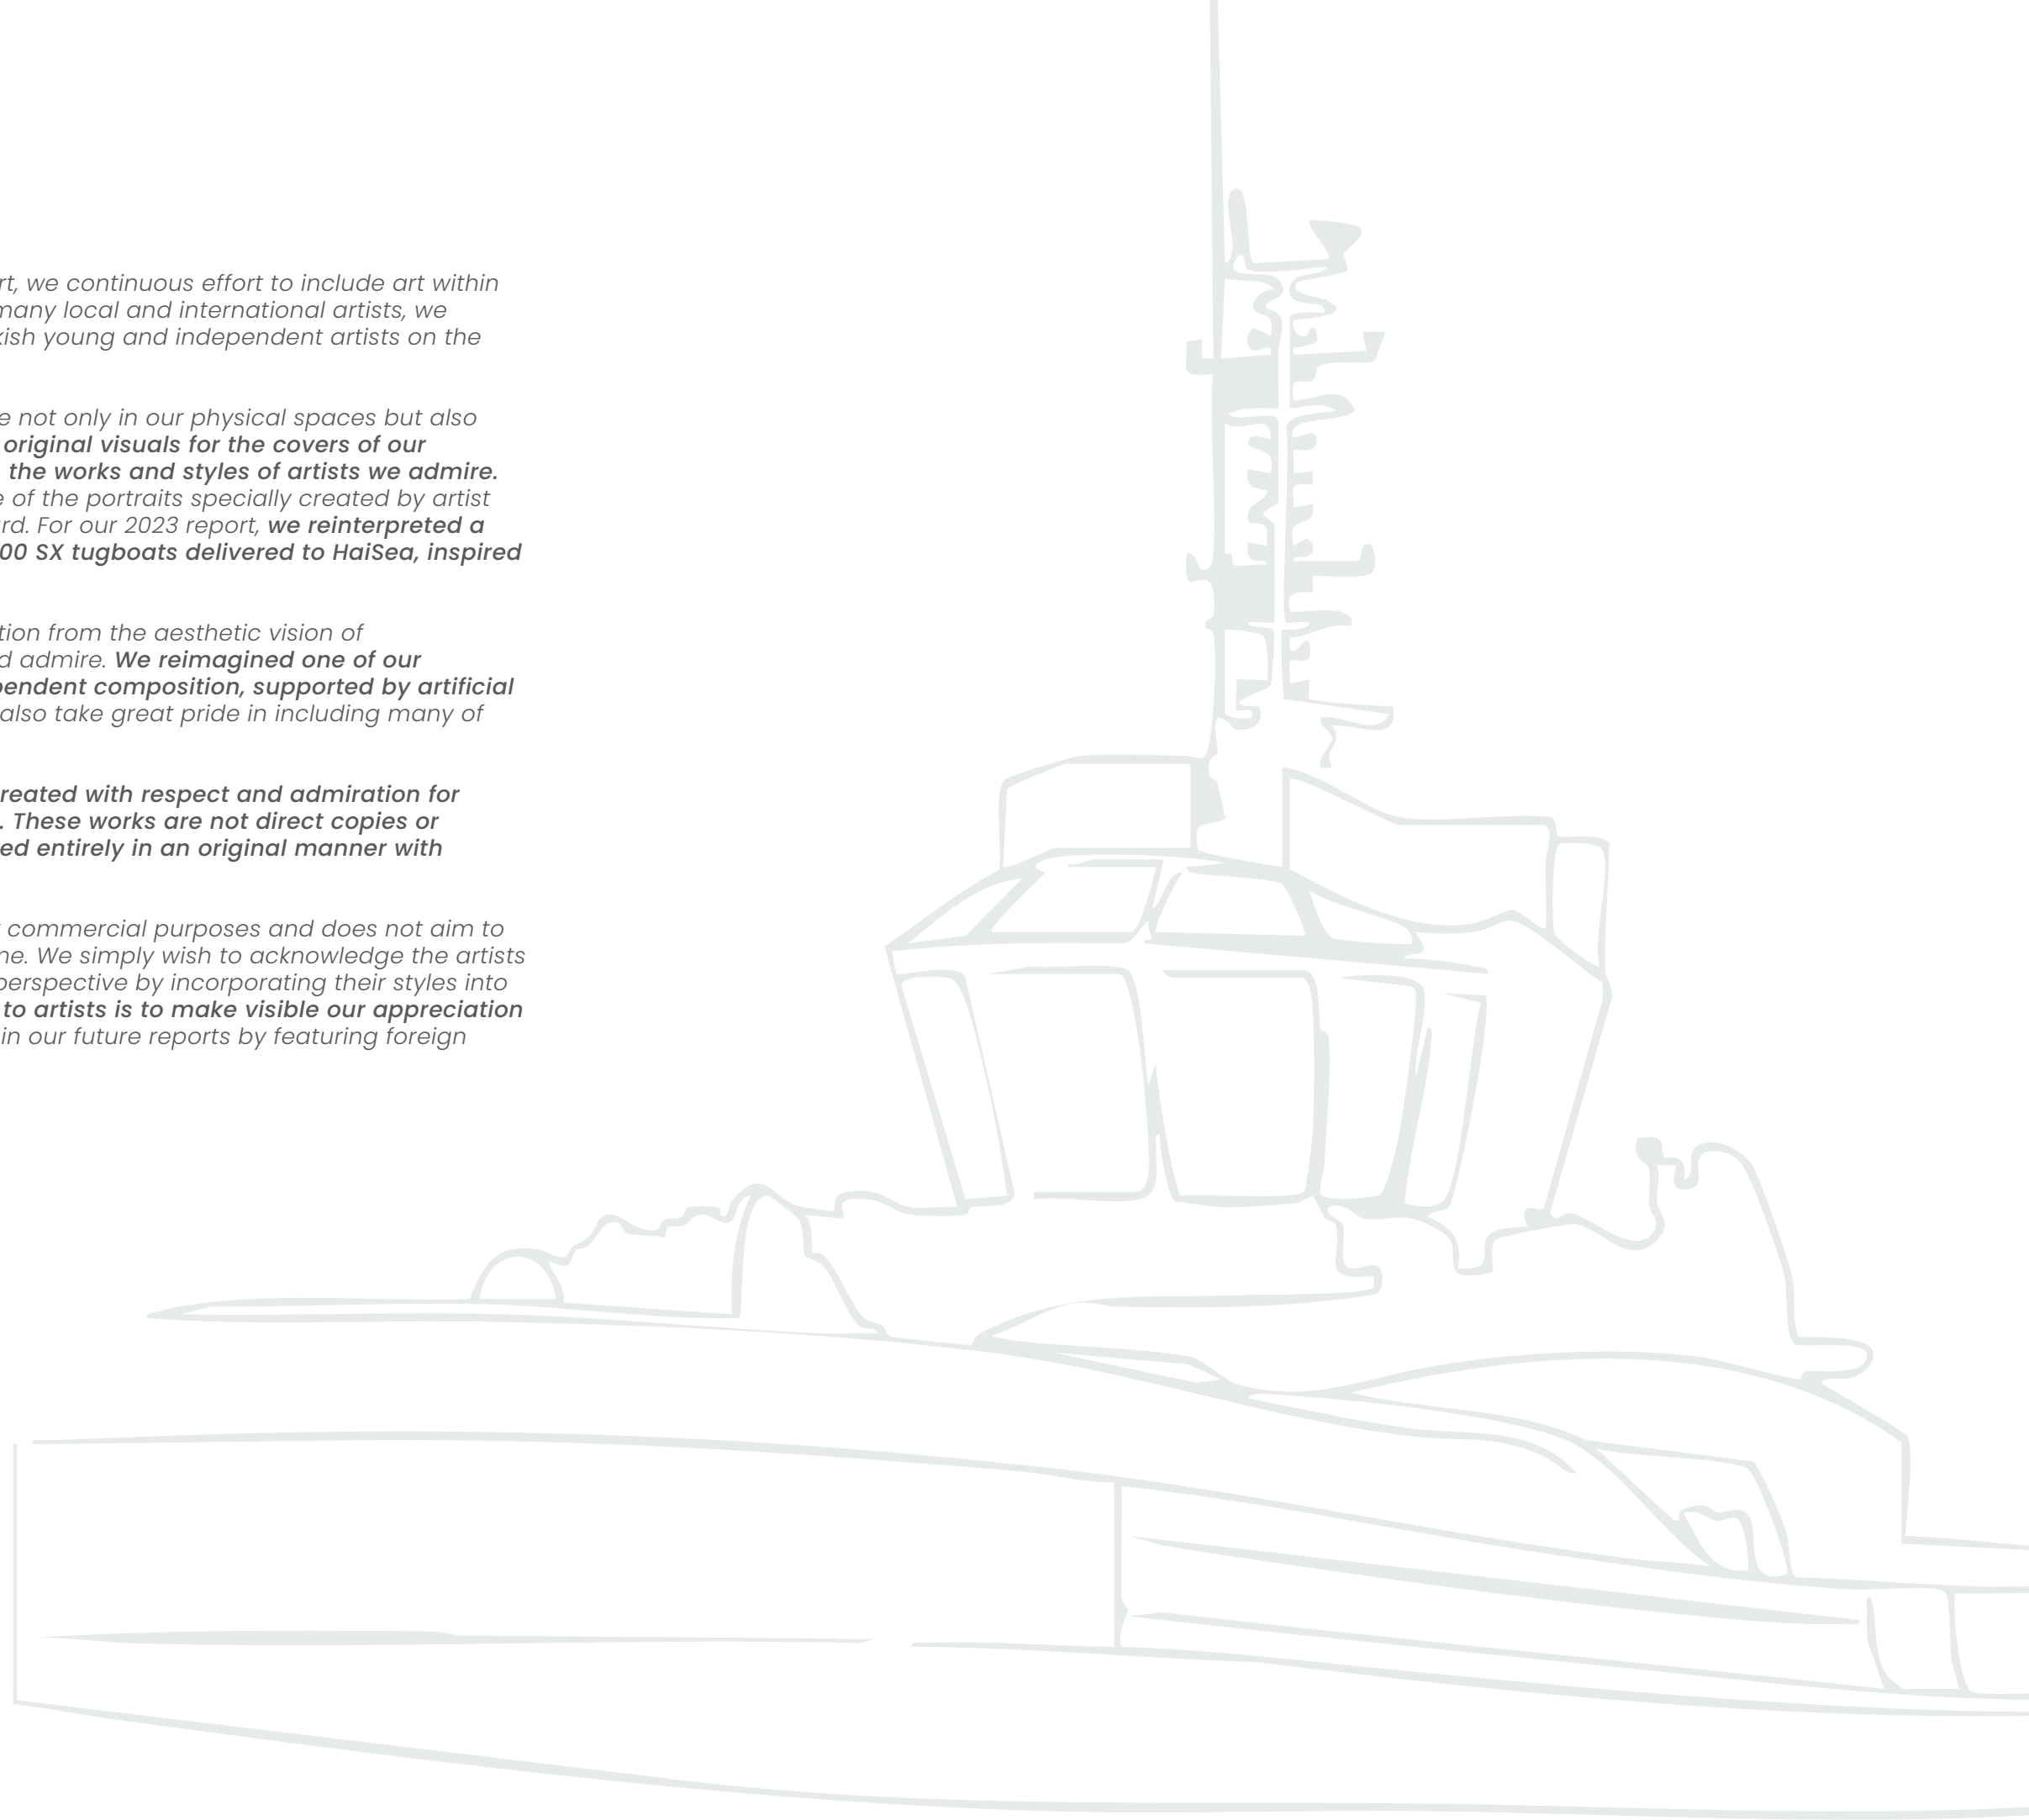 rt, we continuous effort to include art within
many local and international artists, we
kish young and independent artists on the
e not only in our physical spaces but also
original visuals for the covers of our
the works and styles of artists we admire.
e of the portraits specially created by artist
rd. For our 2023 report, we reinterpreted a
00 SX tugboats delivered to HaiSea, inspired
tion from the aesthetic vision of
d admire. We reimagined one of our
pendent composition, supported by artificial
also take great pride in including many of
reated with respect and admiration for
. These works are not direct copies or
ed entirely in an original manner with
commercial purposes and does not aim to
ne. We simply wish to acknowledge the artists
perspective by incorporating their styles into
to artists is to make visible our appreciation
in our future reports by featuring foreign